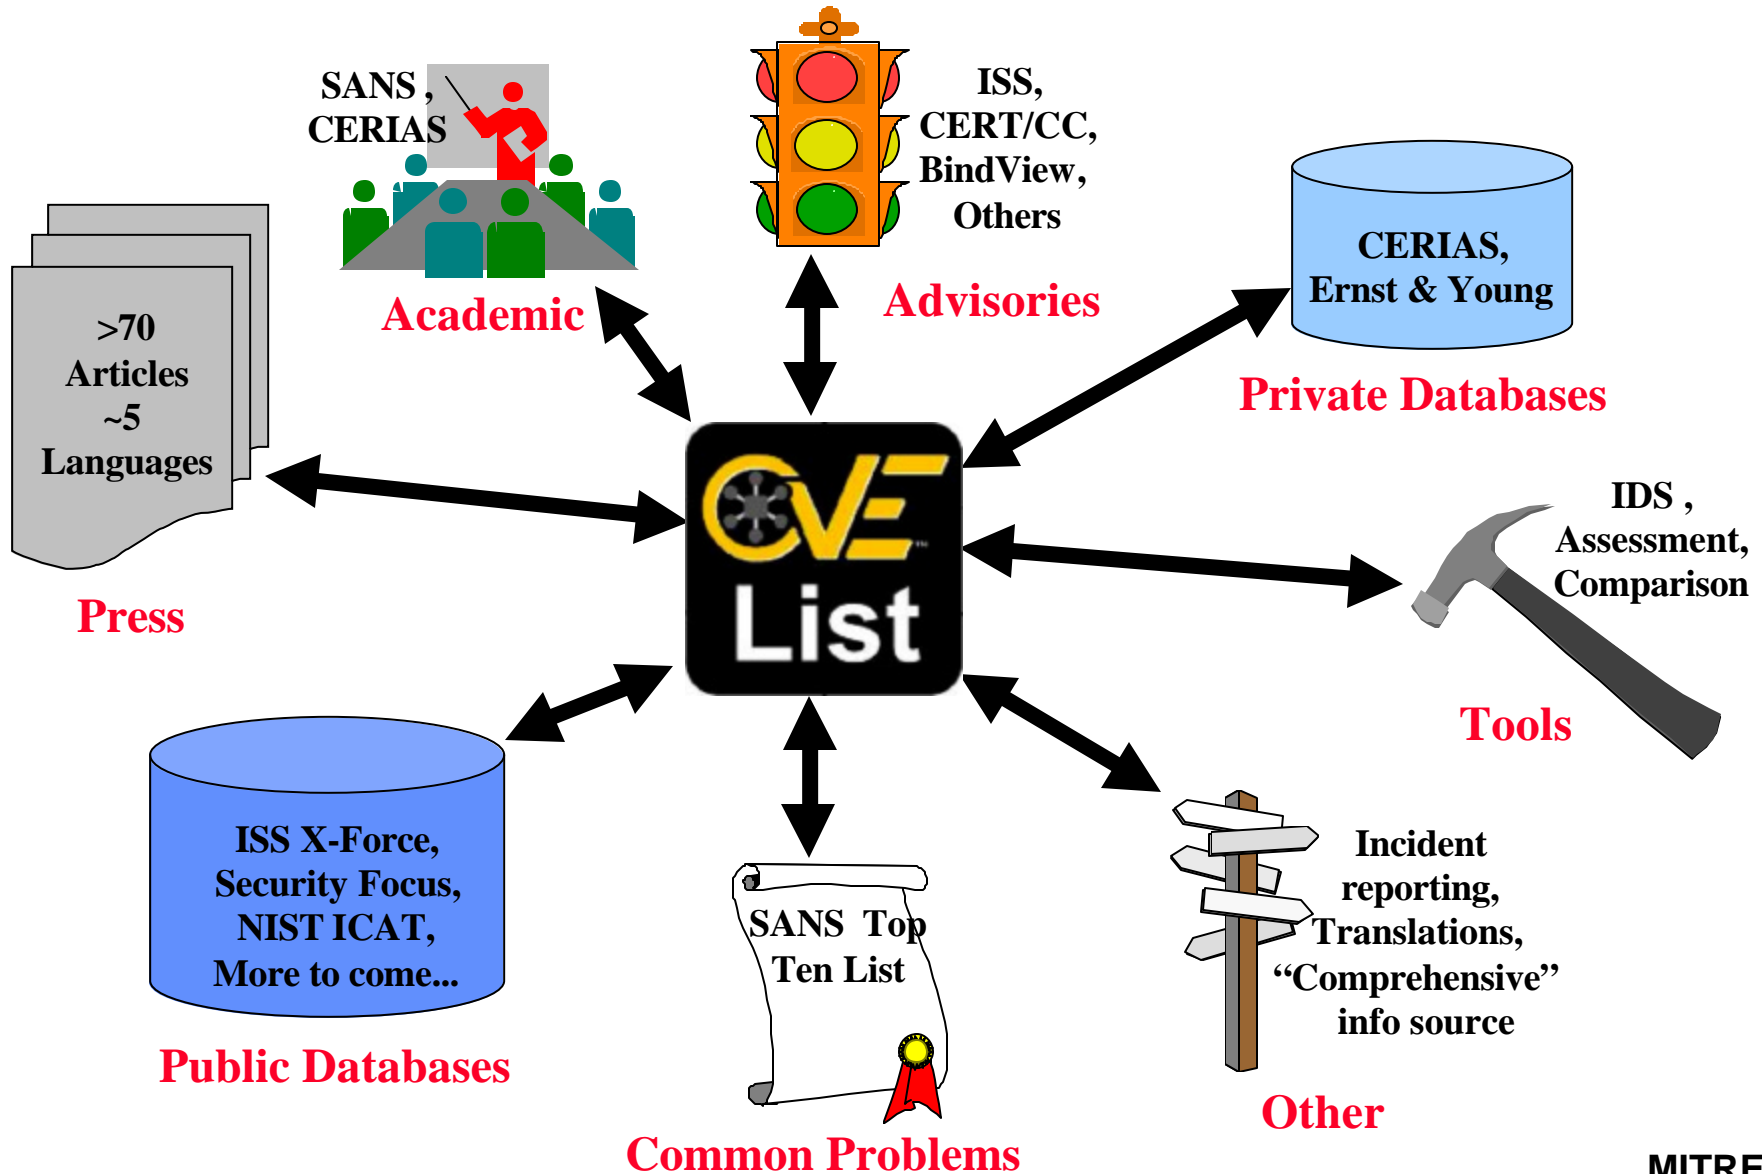 SANS ,
CERIAS
Academic
ISS,
CERT/CC,
BindView,
Others
Advisories
CERIAS,
Ernst & Young
Private Databases
>70
Articles
~5
Languages
Press
CVE™
List
IDS ,
Assessment,
Comparison
Tools
ISS X-Force,
Security Focus,
NIST ICAT,
More to come...
Public Databases
SANS Top
Ten List
Common Problems
Incident
reporting,
Translations,
“Comprehensive”
info source
Other
MITRE